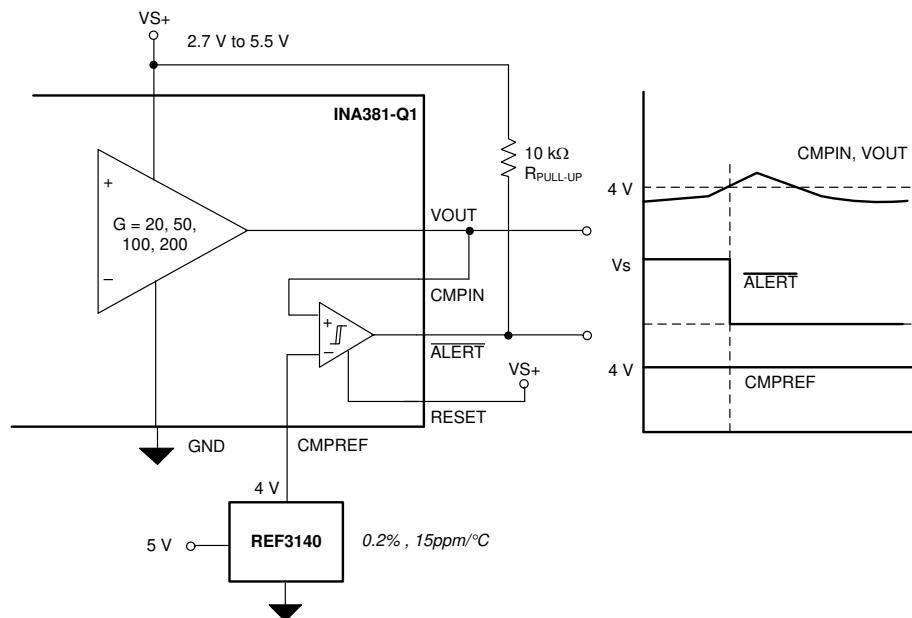 VS+
2.7 V to 5.5 V
INA381-Q1
10 kΩ
RPULL-UP
+
G = 20, 50,
100, 200
–
VOUT
CMPIN
+
–
ALERT
VS+
RESET
GND
CMPREF
4 V
5 V
REF3140
0.2% , 15ppm/°C
CMPIN, VOUT
4 V
Vs
ALERT
4 V
CMPREF